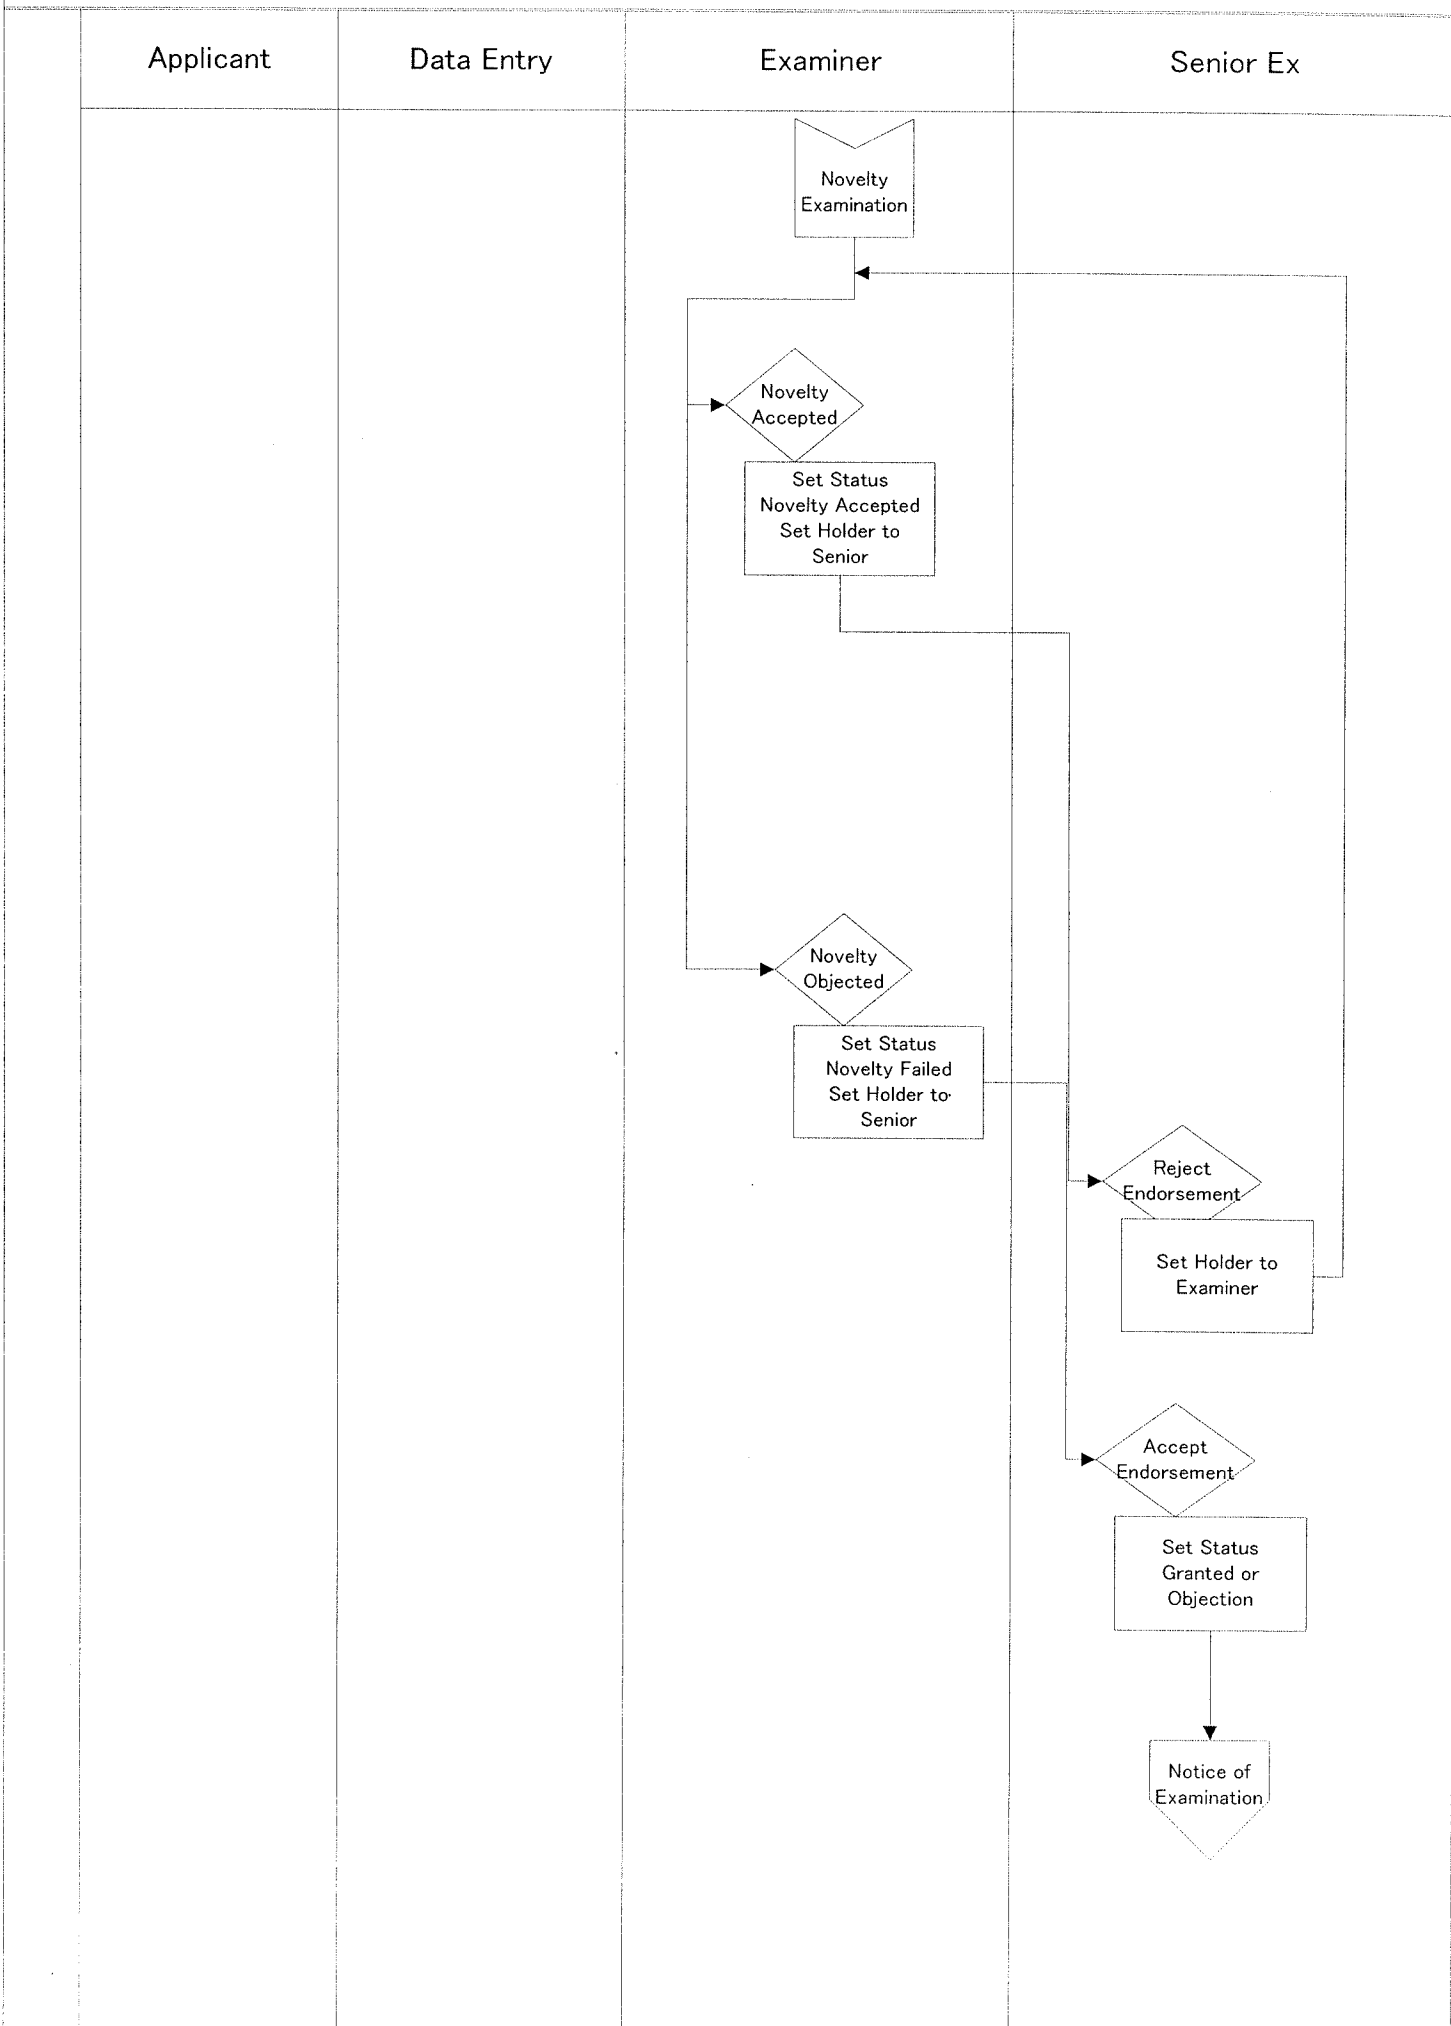 Applicant
Data Entry
Examiner
Senior Ex
Novelty
Examination
Novelty
Accepted
Set Status
Novelty Accepted
Set Holder to
Senior
Novelty
Objected
Set Status
Novelty Failed
Set Holder to
Senior
Reject
Endorsement
Set Holder to
Examiner
Accept
Endorsement
Set Status
Granted or
Objection
Notice of
Examination